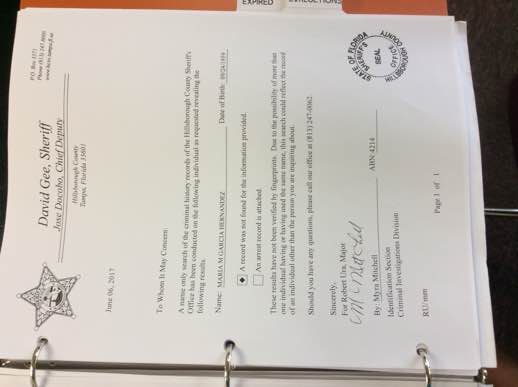 EXPIRED
David Gee, Sheriff
Jose Docobo, Chief Deputy
Hillsborough County
Tampa, Florida 33601
P.O. Box 3371
Phone (813) 247-8000
www.hcso.tampa.fl.us
June 06, 2017
To Whom It May Concern:
A name only search of the criminal history records of the Hillsborough County Sheriff's
Office has been conducted on the following individual as requested revealing the
following results.
Name: MARIA M GARCIA HERNANDEZ Date of Birth:
A record was not found for the information provided.
An arrest record is attached.
These results have not been verified by fingerprints. Due to the possibility of more than
one individual having or having used the same name, this search could reflect the record
of an individual other than the person you are inquiring about.
Should you have any questions, please call our office at (813) 247-0062.
Sincerely,
For Robert Ura, Major
By: Myra Mitchell ABN:4214
Identification Section
Criminal Investigations Division
RU/mm
Page 1 of 1
STATE OF FLORIDA
SHERIFF'S
SEAL
OFFICE
HILLSBOROUGH COUNTY